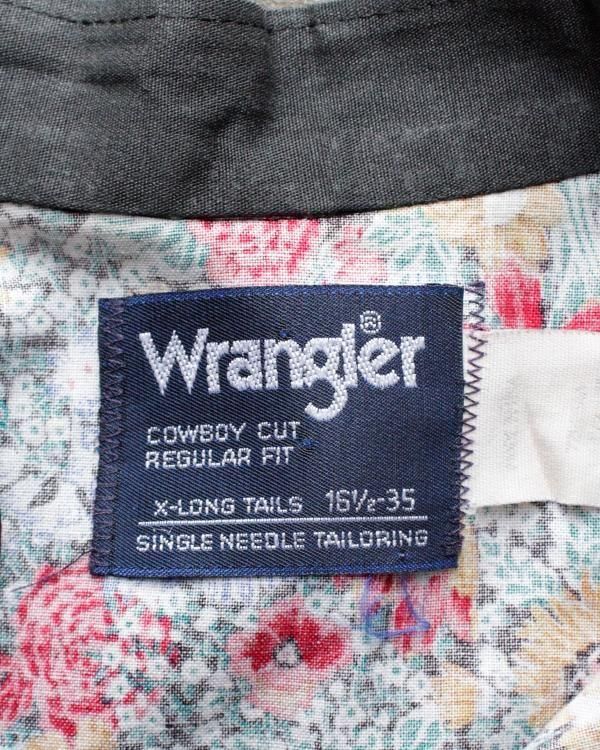 Wrangler®
COWBOY CUT
REGULAR FIT
X-LONG TAILS 16½-35
SINGLE NEEDLE TAILORING